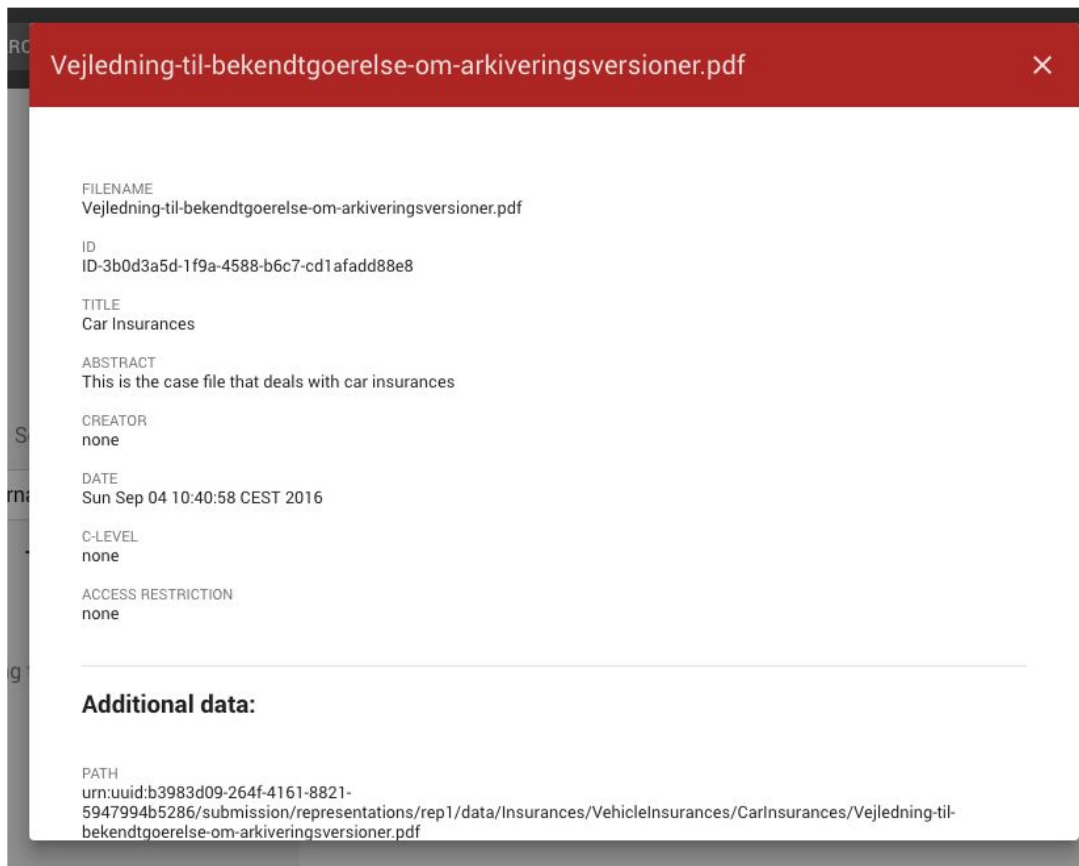 RC
Vejledning-til-bekendtgoerelse-om-arkiveringsversioner.pdf
FILENAME
Vejledning-til-bekendtgoerelse-om-arkiveringsversioner.pdf
ID
ID-3b0d3a5d-1f9a-4588-b6c7-cd1afadd88e8
TITLE
Car Insurances
ABSTRACT
This is the case file that deals with car insurances
CREATOR
none
DATE
Sun Sep 04 10:40:58 CEST 2016
C-LEVEL
none
ACCESS RESTRICTION
none
Additional data:
PATH
urn:uuid:b3983d09-264f-4161-8821-
5947994b5286/submission/representations/rep1/data/Insurances/VehicleInsurances/CarInsurances/Vejledning-til-
bekendtgoerelse-om-arkiveringsversioner.pdf